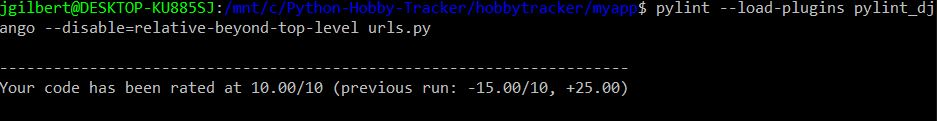 jgilbert@DESKTOP-KU885SJ:/mnt/c/Python-Hobby-Tracker/hobbytracker/myapp$ pylint --load-plugins pylint_dj
ango --disable=relative-beyond-top-level urls.py
--------------------------------------------------------------------
Your code has been rated at 10.00/10 (previous run: -15.00/10, +25.00)